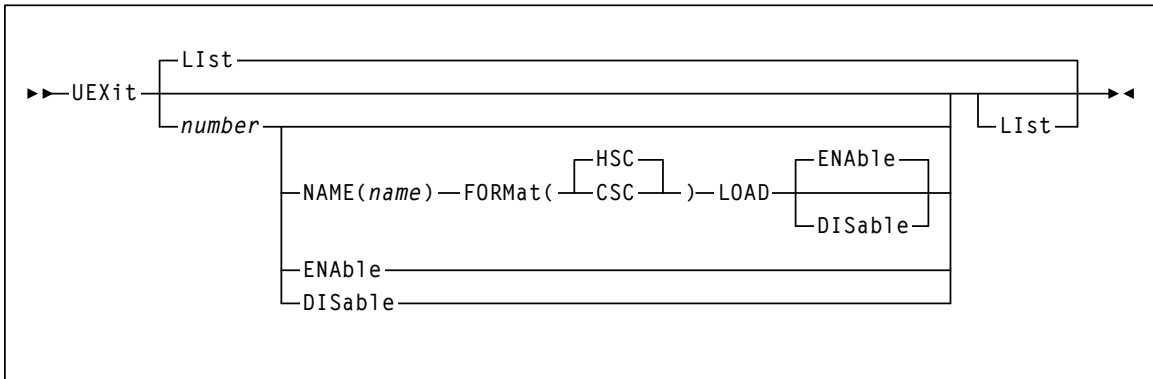 LIst
UEXit
number
LIst
HSC
ENAble
NAME(name) FORMat( CSC ) LOAD
DISable
ENAble
DISable